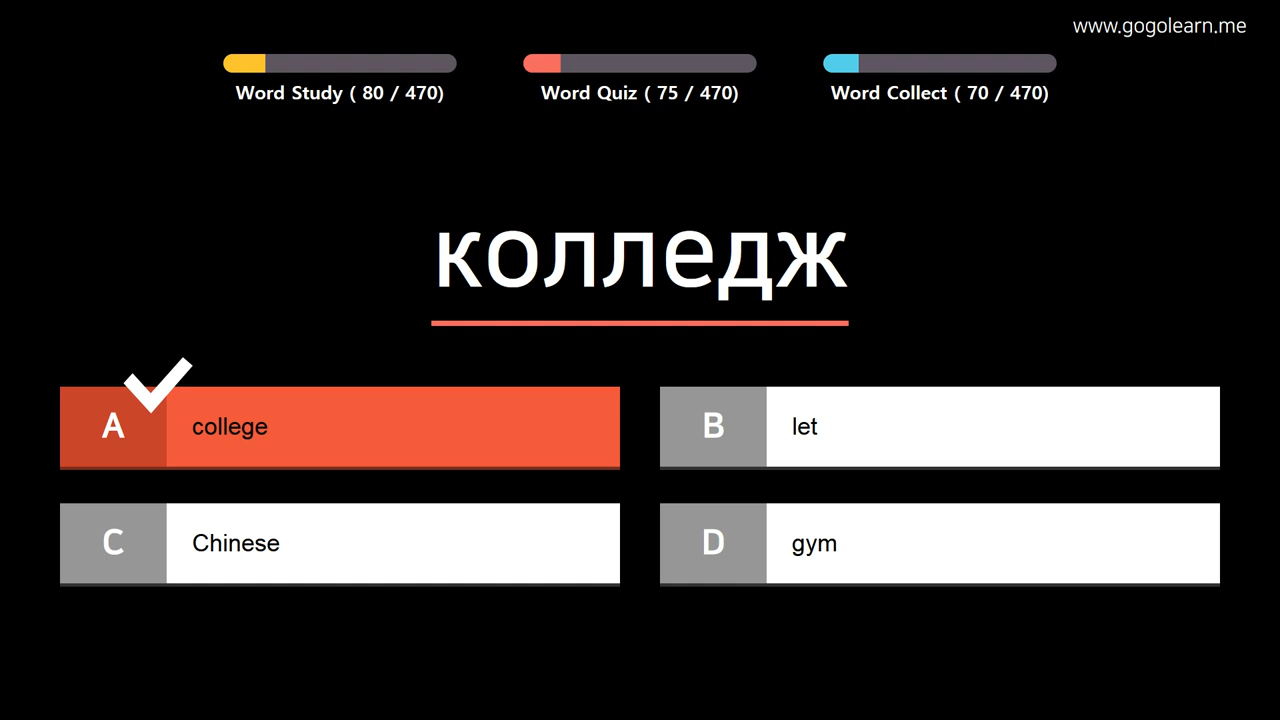 www.gogolearn.me
Word Study ( 80 / 470)
Word Quiz ( 75 / 470)
Word Collect ( 70 / 470)
колледж
A college
B let
C Chinese
D gym